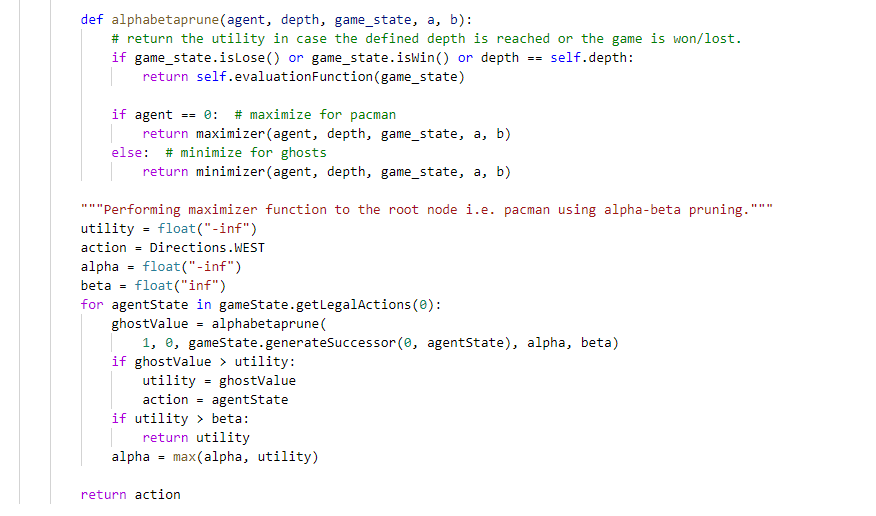 def alphabetaprune(agent, depth, game_state, a, b):
# return the utility in case the defined depth is reached or the game is won/lost.
if game_state.isLose() or game_state.isWin() or depth == self.depth:
return self.evaluationFunction(game_state)
if agent == 0:  # maximize for pacman
return maximizer(agent, depth, game_state, a, b)
else:  # minimize for ghosts
return minimizer(agent, depth, game_state, a, b)
"""Performing maximizer function to the root node i.e. pacman using alpha-beta pruning."""
utility = float("-inf")
action = Directions.WEST
alpha = float("-inf")
beta = float("inf")
for agentState in gameState.getLegalActions(0):
ghostValue = alphabetaprune(
1, 0, gameState.generateSuccessor(0, agentState), alpha, beta)
if ghostValue > utility:
utility = ghostValue
action = agentState
if utility > beta:
return utility
alpha = max(alpha, utility)
return action